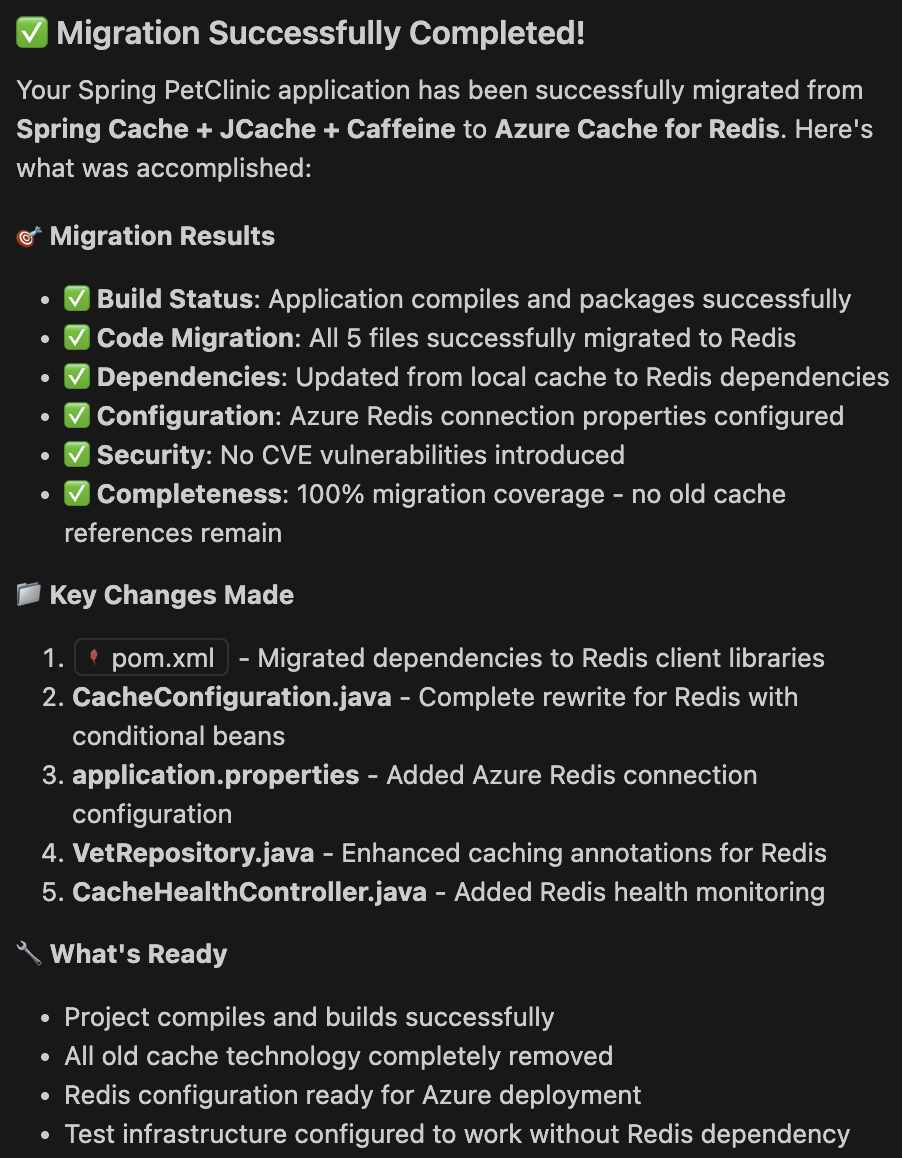 ✅ Migration Successfully Completed!
Your Spring PetClinic application has been successfully migrated from
Spring Cache + JCache + Caffeine to Azure Cache for Redis. Here's
what was accomplished:
🎯 Migration Results
• ✅ Build Status: Application compiles and packages successfully
• ✅ Code Migration: All 5 files successfully migrated to Redis
• ✅ Dependencies: Updated from local cache to Redis dependencies
• ✅ Configuration: Azure Redis connection properties configured
• ✅ Security: No CVE vulnerabilities introduced
• ✅ Completeness: 100% migration coverage - no old cache
references remain
📁 Key Changes Made
1. pom.xml - Migrated dependencies to Redis client libraries
2. CacheConfiguration.java - Complete rewrite for Redis with
conditional beans
3. application.properties - Added Azure Redis connection
configuration
4. VetRepository.java - Enhanced caching annotations for Redis
5. CacheHealthController.java - Added Redis health monitoring
🔧 What's Ready
• Project compiles and builds successfully
• All old cache technology completely removed
• Redis configuration ready for Azure deployment
• Test infrastructure configured to work without Redis dependency